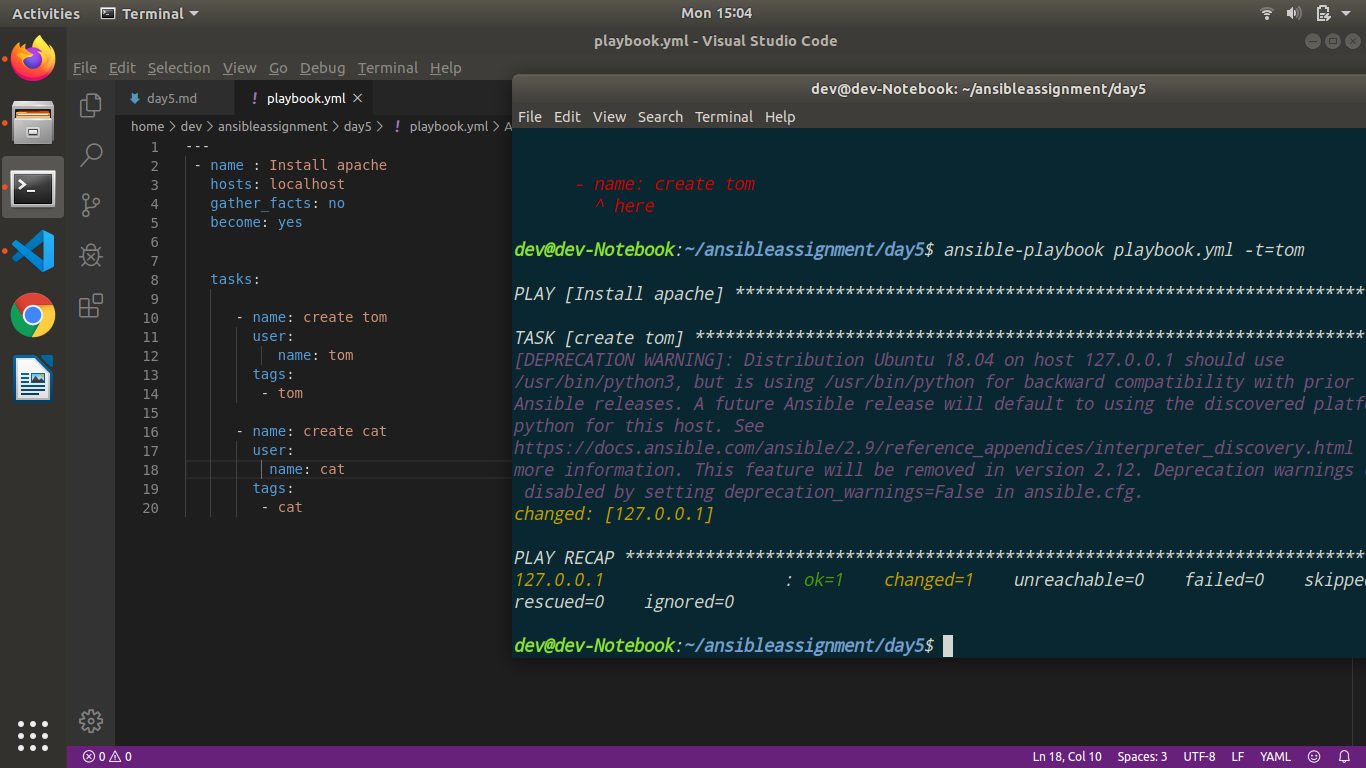 Activities Terminal Mon 15:04
playbook.yml - Visual Studio Code
File Edit Selection View Go Debug Terminal Help
day5.md ! playbook.yml
home > dev > ansibleassignment > day5 > ! playbook.yml > A
1 ---
2 - name : Install apache
3 hosts: localhost
4 gather_facts: no
5 become: yes
6
7
8 tasks:
9
10 - name: create tom
11 user:
12 name: tom
13 tags:
14 - tom
15
16 - name: create cat
17 user:
18 name: cat
19 tags:
20 - cat
dev@dev-Notebook: ~/ansibleassignment/day5
File Edit View Search Terminal Help
- name: create tom
^ here
dev@dev-Notebook:~/ansibleassignment/day5$ ansible-playbook playbook.yml -t=tom
PLAY [Install apache] *****************************************************************
TASK [create tom] *********************************************************************
[DEPRECATION WARNING]: Distribution Ubuntu 18.04 on host 127.0.0.1 should use
/usr/bin/python3, but is using /usr/bin/python for backward compatibility with prior
Ansible releases. A future Ansible release will default to using the discovered platf
python for this host. See
https://docs.ansible.com/ansible/2.9/reference_appendices/interpreter_discovery.html
more information. This feature will be removed in version 2.12. Deprecation warnings
disabled by setting deprecation_warnings=False in ansible.cfg.
changed: [127.0.0.1]
PLAY RECAP ****************************************************************************
127.0.0.1 : ok=1 changed=1 unreachable=0 failed=0 skippe
rescued=0 ignored=0
dev@dev-Notebook:~/ansibleassignment/day5$
0 0 Ln 18, Col 10 Spaces: 3 UTF-8 LF YAML